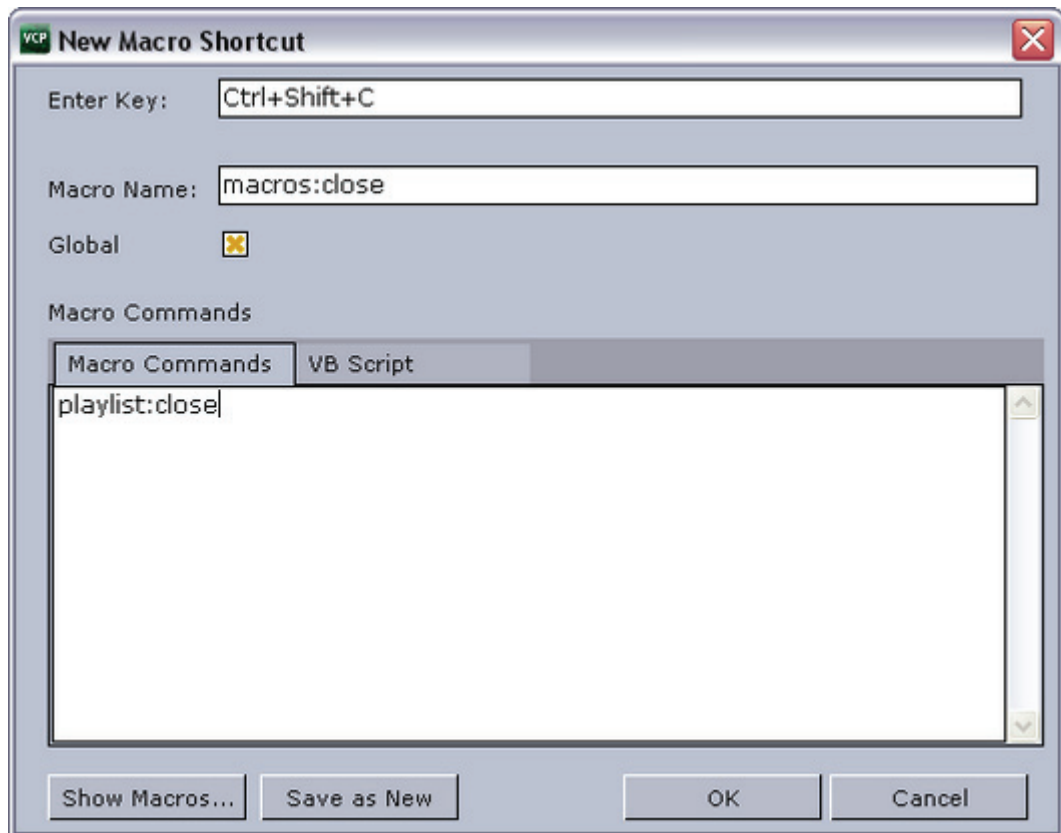 VCP New Macro Shortcut
Enter Key: Ctrl+Shift+C
Macro Name: macros:close
Global
Macro Commands
Macro Commands VB Script
playlist:close
Show Macros... Save as New OK Cancel